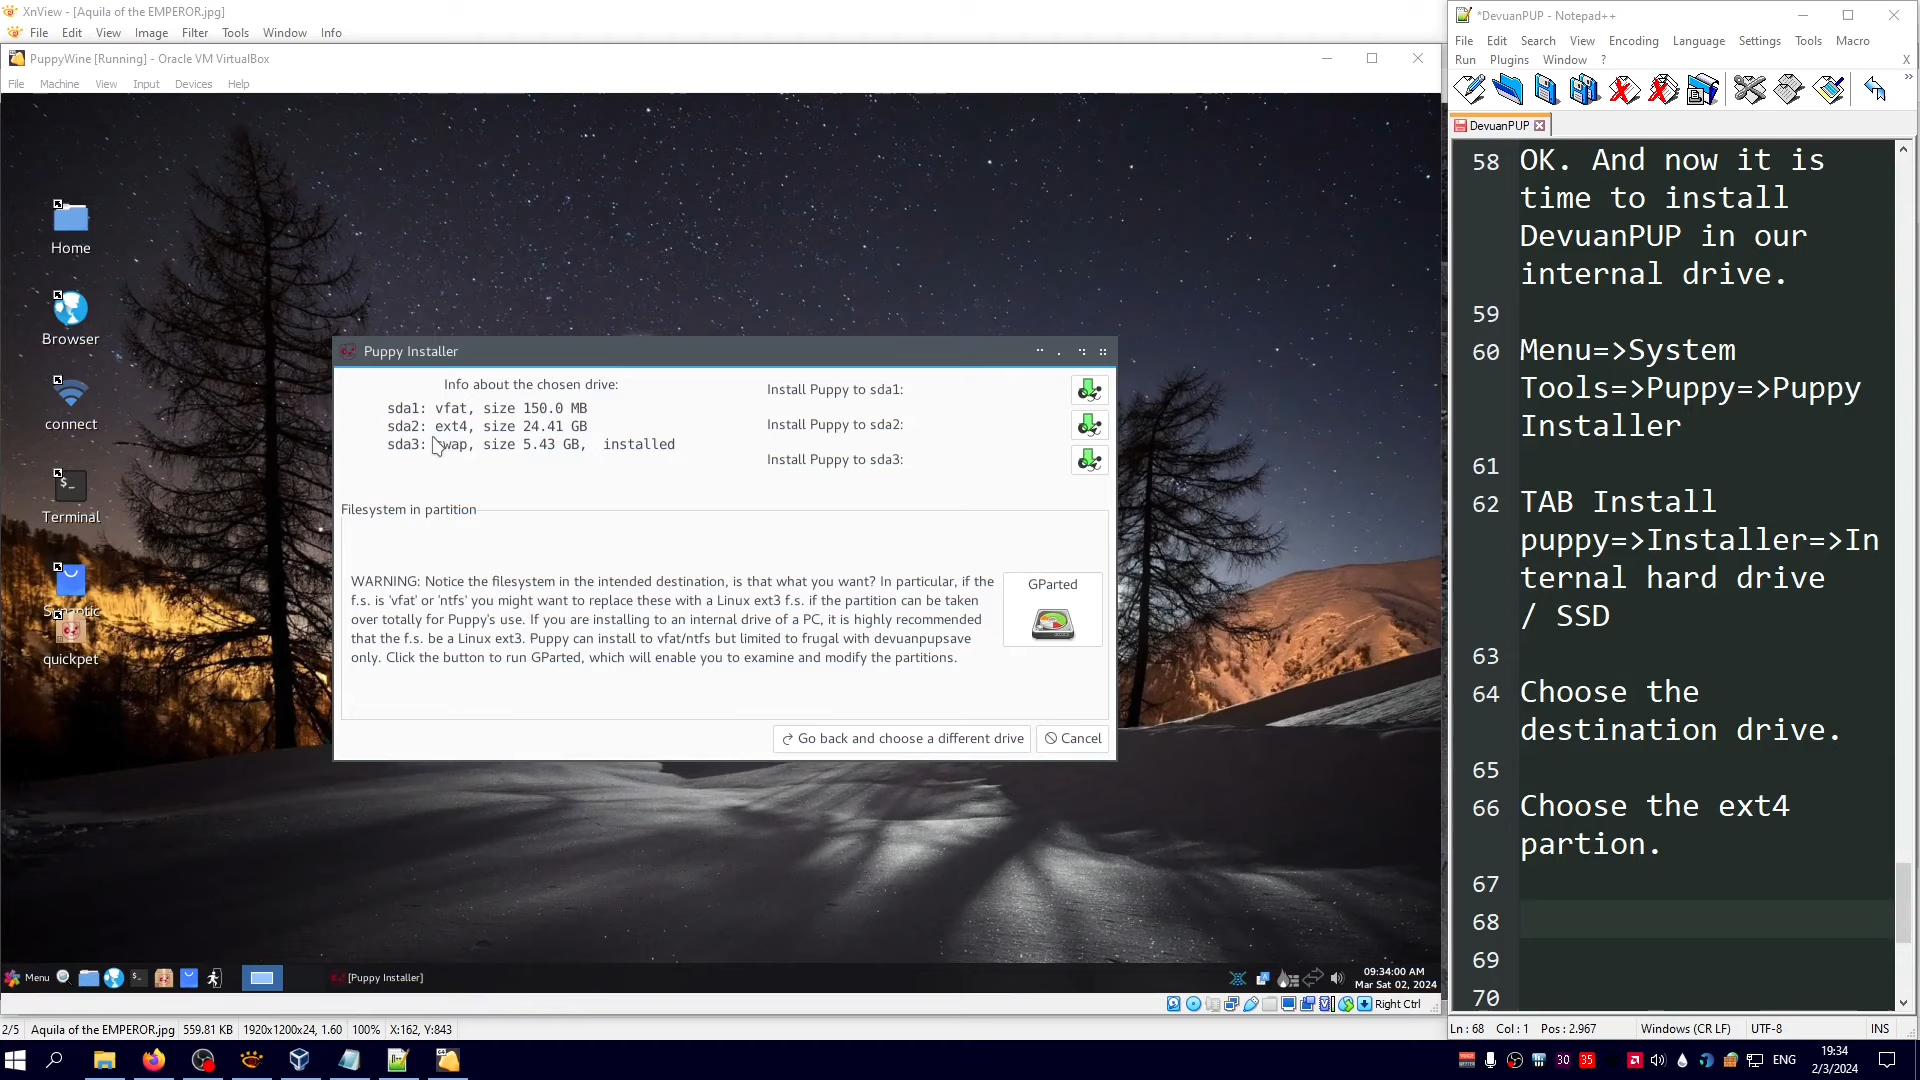 XnView - [Aquila of the EMPEROR.jpg]
File Edit View Image Filter Tools Window Info
PuppyWine [Running] - Oracle VM VirtualBox
File Machine View Input Devices Help
Home
Browser
connect
Terminal
Synaptic
quickpet
Puppy Installer
Info about the chosen drive:
sda1: vfat, size 150.0 MB
sda2: ext4, size 24.41 GB
sda3: swap, size 5.43 GB, installed
Install Puppy to sda1:
Install Puppy to sda2:
Install Puppy to sda3:
Filesystem in partition
WARNING: Notice the filesystem in the intended destination, is that what you want? In particular, if the
f.s. is 'vfat' or 'ntfs' you might want to replace these with a Linux ext3 f.s. if the partition can be taken
over totally for Puppy's use. If you are installing to an internal drive of a PC, it is highly recommended
that the f.s. be a Linux ext3. Puppy can install to vfat/ntfs but limited to frugal with devuanpupsave
only. Click the button to run GParted, which will enable you to examine and modify the partitions.
GParted
Go back and choose a different drive
Cancel
Menu
[Puppy Installer]
09:34:00 AM
Mar Sat 02, 2024
Right Ctrl
2/5 Aquila of the EMPEROR.jpg 559.81 KB 1920x1200x24, 1.60 100% X:162, Y:843
*DevuanPUP - Notepad++
File Edit Search View Encoding Language Settings Tools Macro
Run Plugins Window ? X
DevuanPUP
58 OK. And now it is
time to install
DevuanPUP in our
internal drive.
59
60 Menu=>System
Tools=>Puppy=>Puppy
Installer
61
62 TAB Install
puppy=>Installer=>In
ternal hard drive
/ SSD
63
64 Choose the
destination drive.
65
66 Choose the ext4
partion.
67
68
69
70
Ln : 68 Col : 1 Pos : 2.967 Windows (CR LF) UTF-8 INS
30 35 ENG
19:34
2/3/2024